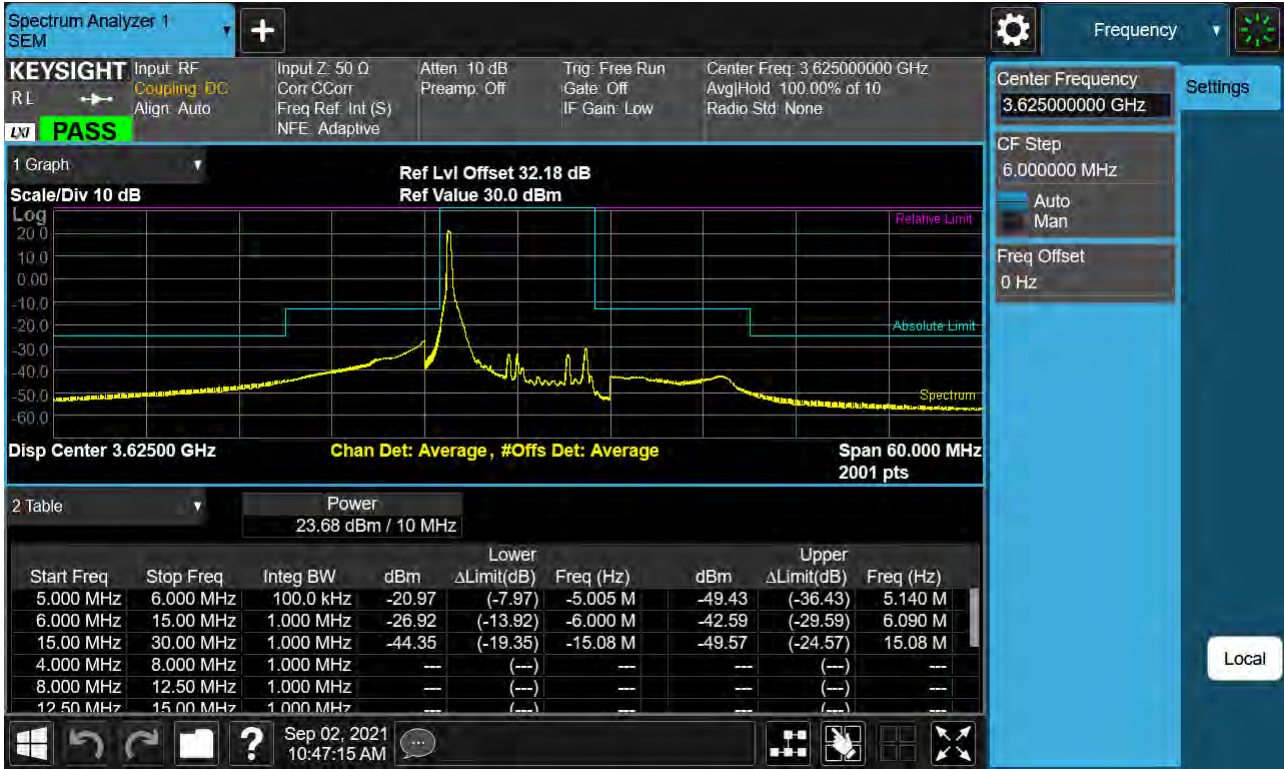 Spectrum Analyzer 1
SEM
Frequency
KEYSIGHT
Input: RF
Coupling: DC
Align: Auto
Input Z: 50 Ω
Corr CCorr
Freq Ref: Int (S)
NFE: Adaptive
Atten: 10 dB
Preamp: Off
Trig: Free Run
Gate: Off
IF Gain: Low
Center Freq: 3.625000000 GHz
Avg|Hold: 100.00% of 10
Radio Std: None
R L
LXI PASS
Center Frequency
3.625000000 GHz
Settings
CF Step
6.000000 MHz
Auto
Man
Freq Offset
0 Hz
Local
1 Graph
Scale/Div 10 dB
Ref Lvl Offset 32.18 dB
Ref Value 30.0 dBm
Log
20.0
10.0
0.00
-10.0
-20.0
-30.0
-40.0
-50.0
-60.0
Relative Limit
Absolute Limit
Spectrum
Disp Center 3.62500 GHz
Chan Det: Average, #Offs Det: Average
Span 60.000 MHz
2001 pts
2 Table
Power
23.68 dBm / 10 MHz
Lower Upper
Start Freq Stop Freq Integ BW dBm ΔLimit(dB) Freq (Hz) dBm ΔLimit(dB) Freq (Hz)
5.000 MHz 6.000 MHz 100.0 kHz -20.97 (-7.97) -5.005 M -49.43 (-36.43) 5.140 M
6.000 MHz 15.00 MHz 1.000 MHz -26.92 (-13.92) -6.000 M -42.59 (-29.59) 6.090 M
15.00 MHz 30.00 MHz 1.000 MHz -44.35 (-19.35) -15.08 M -49.57 (-24.57) 15.08 M
4.000 MHz 8.000 MHz 1.000 MHz --- (---) --- --- (---) ---
8.000 MHz 12.50 MHz 1.000 MHz --- (---) --- --- (---) ---
12.50 MHz 15.00 MHz 1.000 MHz --- (---) --- --- (---) ---
Sep 02, 2021
10:47:15 AM